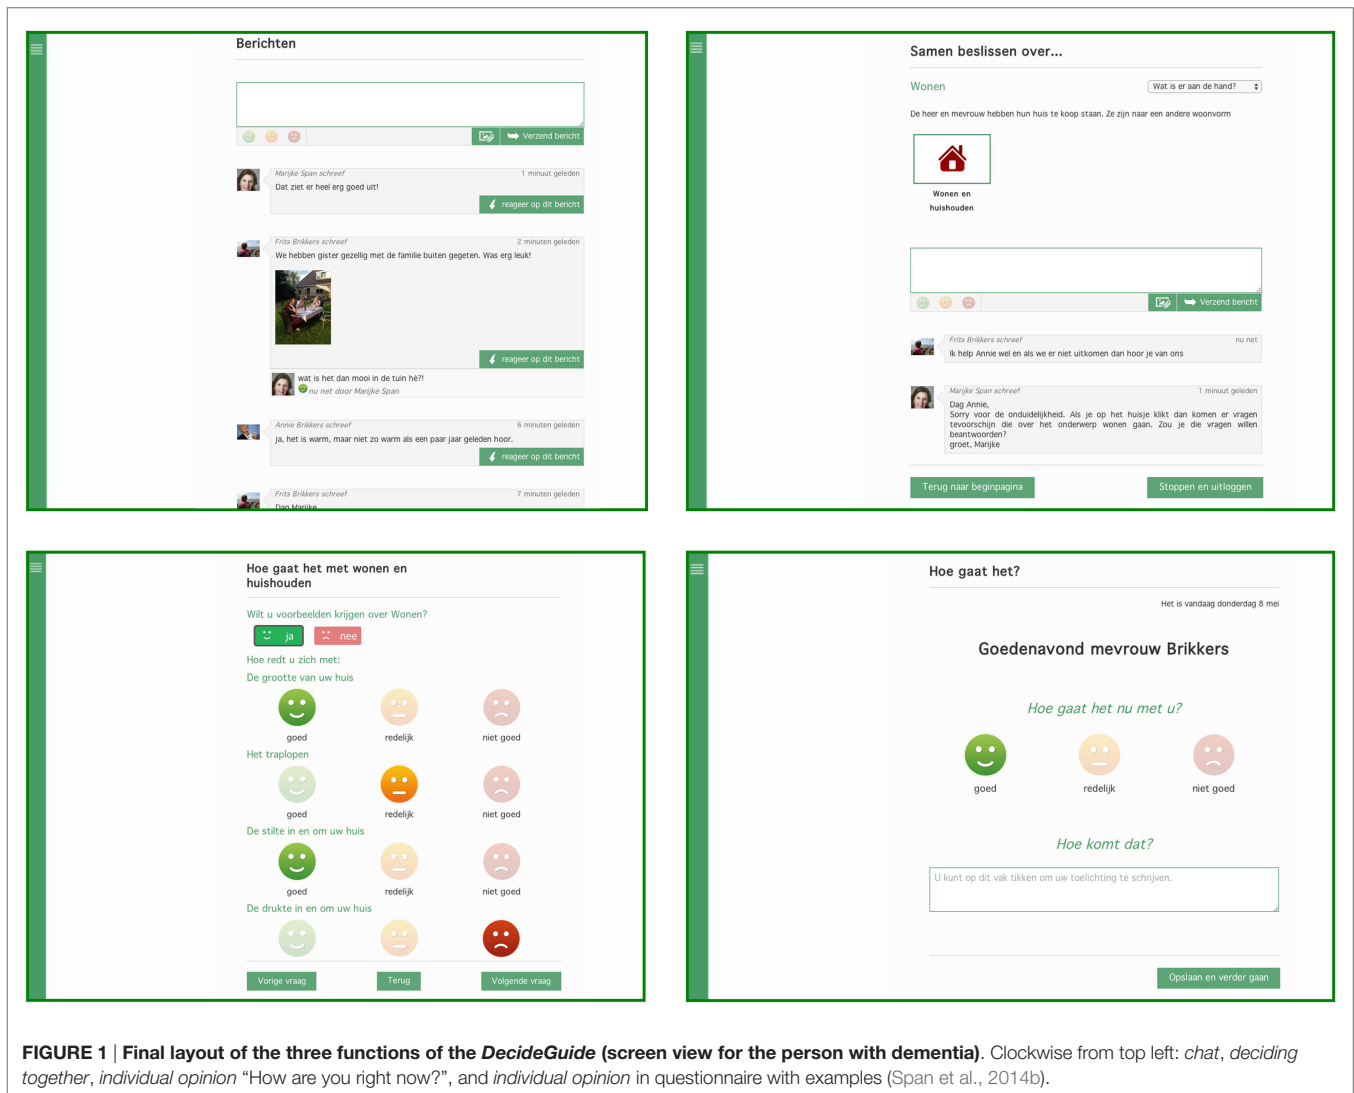 Berichten
Verzend bericht
Marijke Span schreef 1 minuut geleden
Dat ziet er heel erg goed uit!
reageer op dit bericht
Frits Brikkers schreef 2 minuten geleden
We hebben gister gezellig met de familie buiten gegeten. Was erg leuk!
reageer op dit bericht
wat is het dan mooi in de tuin hè?!
nu net door Marijke Span
Annie Brikkers schreef 6 minuten geleden
ja, het is warm, maar niet zo warm als een paar jaar geleden hoor.
reageer op dit bericht
Frits Brikkers schreef 7 minuten geleden
Dag Marijke
Samen beslissen over...
Wonen Wat is er aan de hand?
De heer en mevrouw hebben hun huis te koop staan. Ze zijn naar een andere woonvorm
Wonen en
huishouden
Verzend bericht
Frits Brikkers schreef nu net
Ik help Annie wel en als we er niet uitkomen dan hoor je van ons
Marijke Span schreef 1 minuut geleden
Dag Annie,
Sorry voor de onduidelijkheid. Als je op het huisje klikt dan komen er vragen
tevoorschijn die over het onderwerp wonen gaan. Zou je die vragen willen
beantwoorden?
groet, Marijke
Terug naar beginpagina Stoppen en uitloggen
Hoe gaat het met wonen en
huishouden
Wilt u voorbeelden krijgen over Wonen?
ja nee
Hoe redt u zich met:
De grootte van uw huis
goed redelijk niet goed
Het traplopen
goed redelijk niet goed
De stilte in en om uw huis
goed redelijk niet goed
De drukte in en om uw huis
Vorige vraag Terug Volgende vraag
Hoe gaat het?
Het is vandaag donderdag 8 mei
Goedenavond mevrouw Brikkers
Hoe gaat het nu met u?
goed redelijk niet goed
Hoe komt dat?
U kunt op dit vak tikken om uw toelichting te schrijven.
Opslaan en verder gaan
FIGURE 1 | Final layout of the three functions of the DecideGuide (screen view for the person with dementia). Clockwise from top left: chat, deciding
together, individual opinion “How are you right now?”, and individual opinion in questionnaire with examples (Span et al., 2014b).